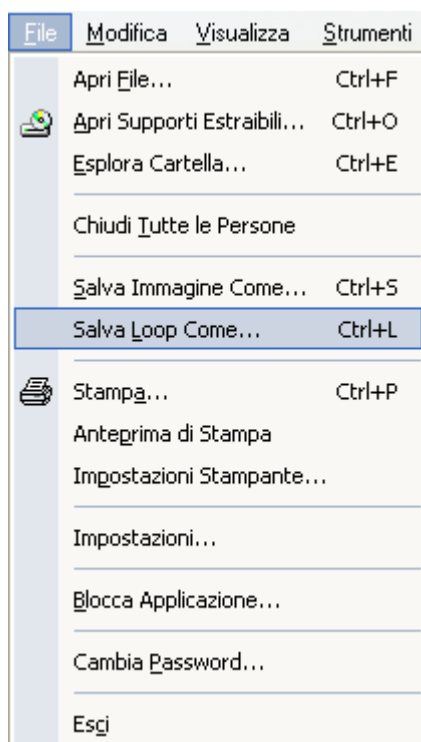 File Modifica Visualizza Strumenti
Apri File... Ctrl+F
Apri Supporti Estraibili... Ctrl+O
Esplora Cartella... Ctrl+E
Chiudi Tutte le Persone
Salva Immagine Come... Ctrl+S
Salva Loop Come... Ctrl+L
Stampa... Ctrl+P
Anteprima di Stampa
Impostazioni Stampante...
Impostazioni...
Blocca Applicazione...
Cambia Password...
Esci